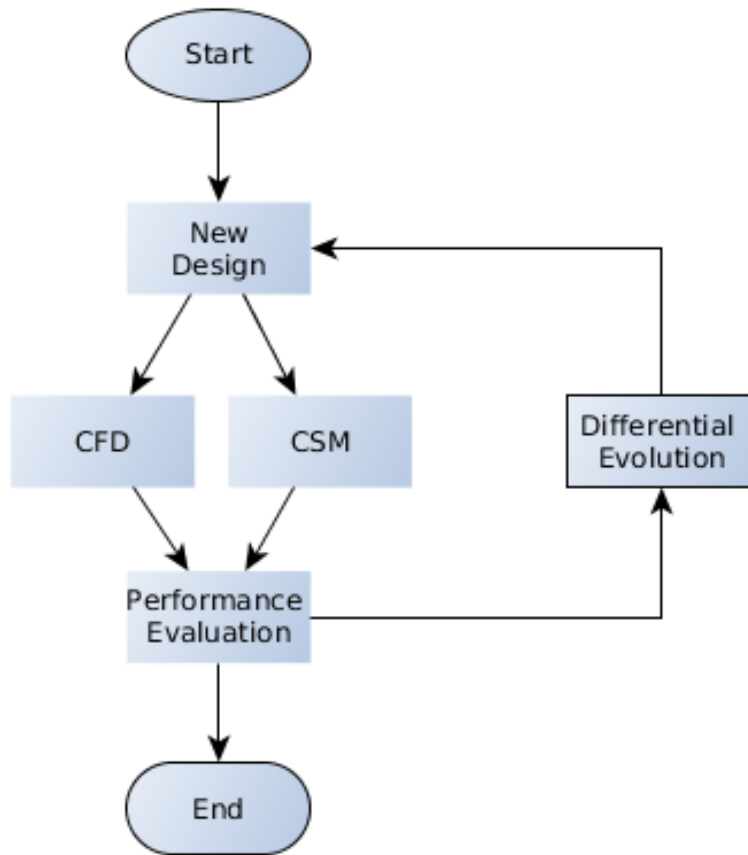 Start
New
Design
CFD
CSM
Differential
Evolution
Performance
Evaluation
End